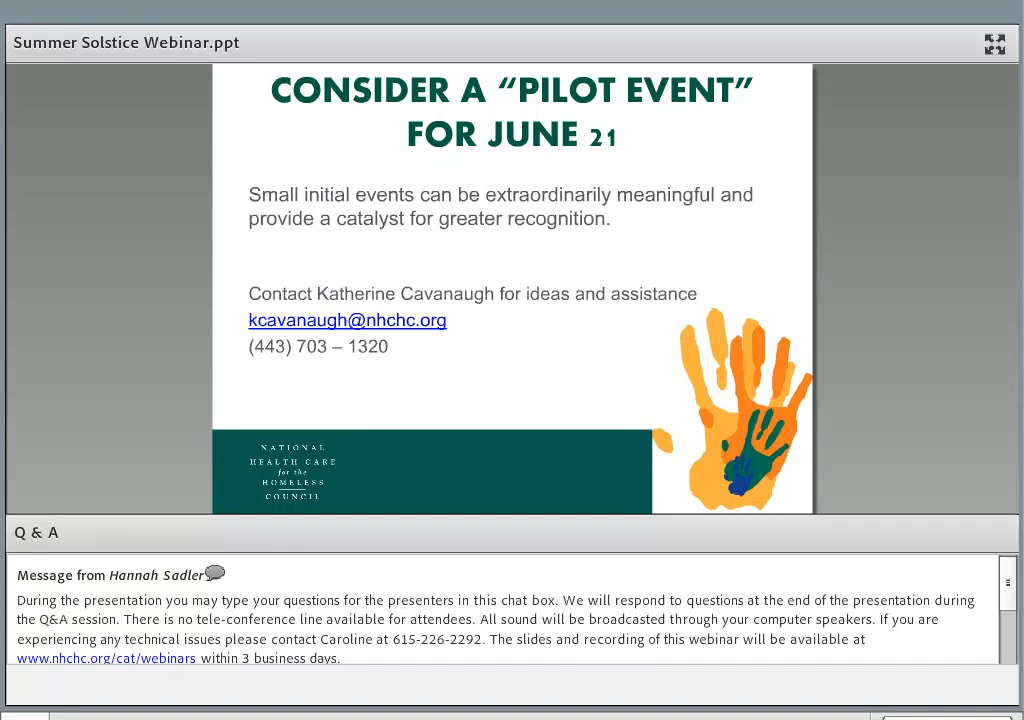 Summer Solstice Webinar.ppt
CONSIDER A “PILOT EVENT”
FOR JUNE 21
Small initial events can be extraordinarily meaningful and
provide a catalyst for greater recognition.
Contact Katherine Cavanaugh for ideas and assistance
kcavanaugh@nhchc.org
(443) 703 – 1320
NATIONAL
HEALTH CARE
for the
HOMELESS
COUNCIL
Q & A
Message from Hannah Sadler
During the presentation you may type your questions for the presenters in this chat box. We will respond to questions at the end of the presentation during
the Q&A session. There is no tele-conference line available for attendees. All sound will be broadcasted through your computer speakers. If you are
experiencing any technical issues please contact Caroline at 615-226-2292. The slides and recording of this webinar will be available at
www.nhchc.org/cat/webinars within 3 business days.